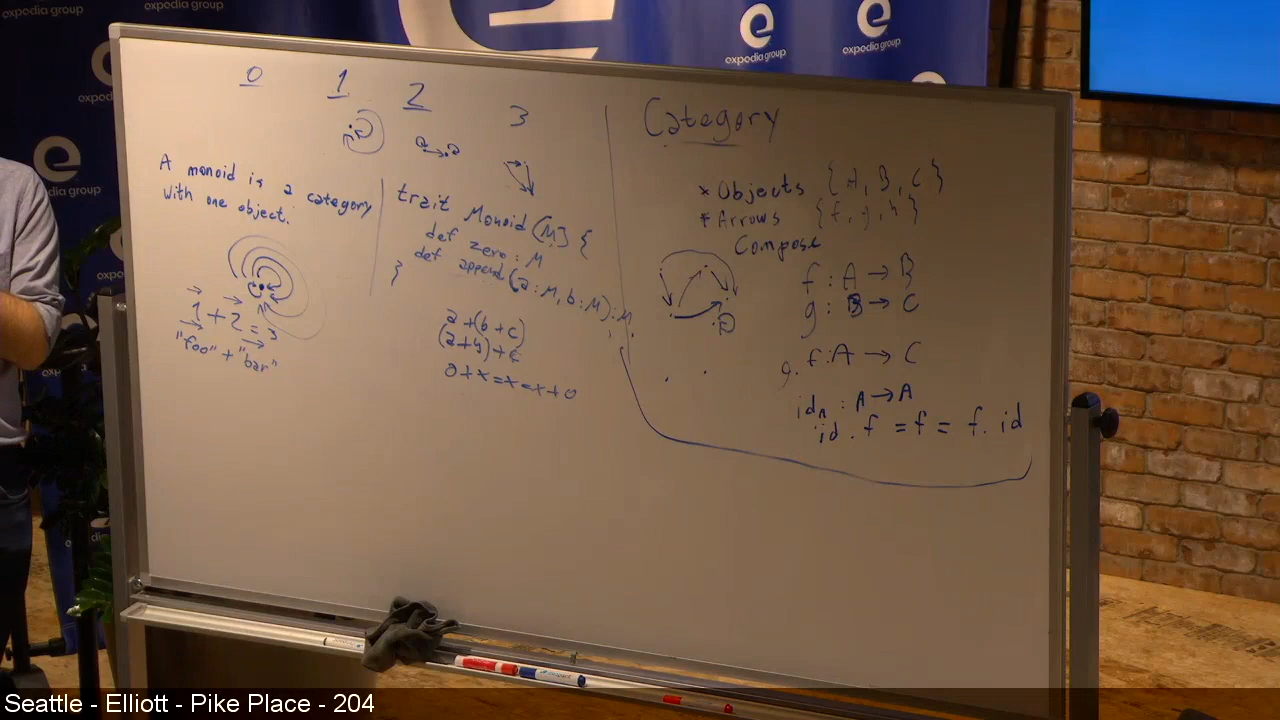 expedia group
expedia group
expedia group
expedia group
0 1 2 3
A monoid is a category
with one object.
1 + 2 = 3
"foo" + "bar"
trait Monoid [M] {
def zero : M
def append (a : M, b : M) : M
}
a + (b + c)
0 + x = x = x + 0
Category
* Objects {A, B, C}
* Arrows {f, g, h}
Compose
f : A → B
g : B → C
g . f : A → C
id_A : A → A
id . f = f = f . id
Seattle - Elliott - Pike Place - 204